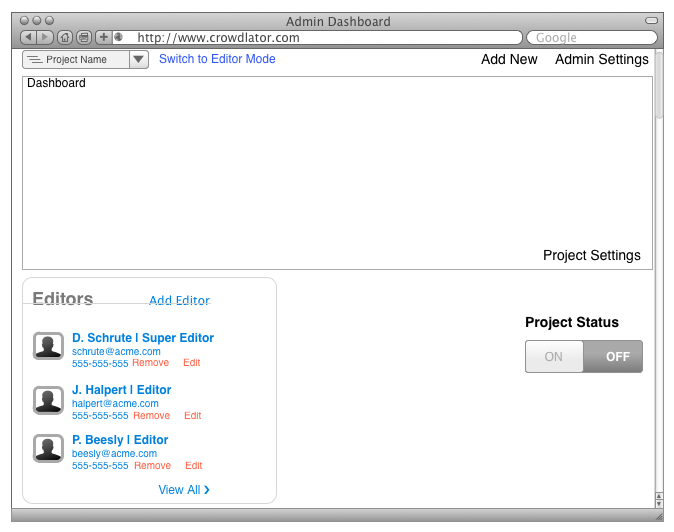 Admin Dashboard
http://www.crowdlator.com
Google
Project Name
Switch to Editor Mode
Add New
Admin Settings
Dashboard
Project Settings
Editors
Add Editor
D. Schrute | Super Editor
schrute@acme.com
555-555-555 Remove Edit
J. Halpert | Editor
halpert@acme.com
555-555-555 Remove Edit
P. Beesly | Editor
beesly@acme.com
555-555-555 Remove Edit
View All ❯
Project Status
ON OFF